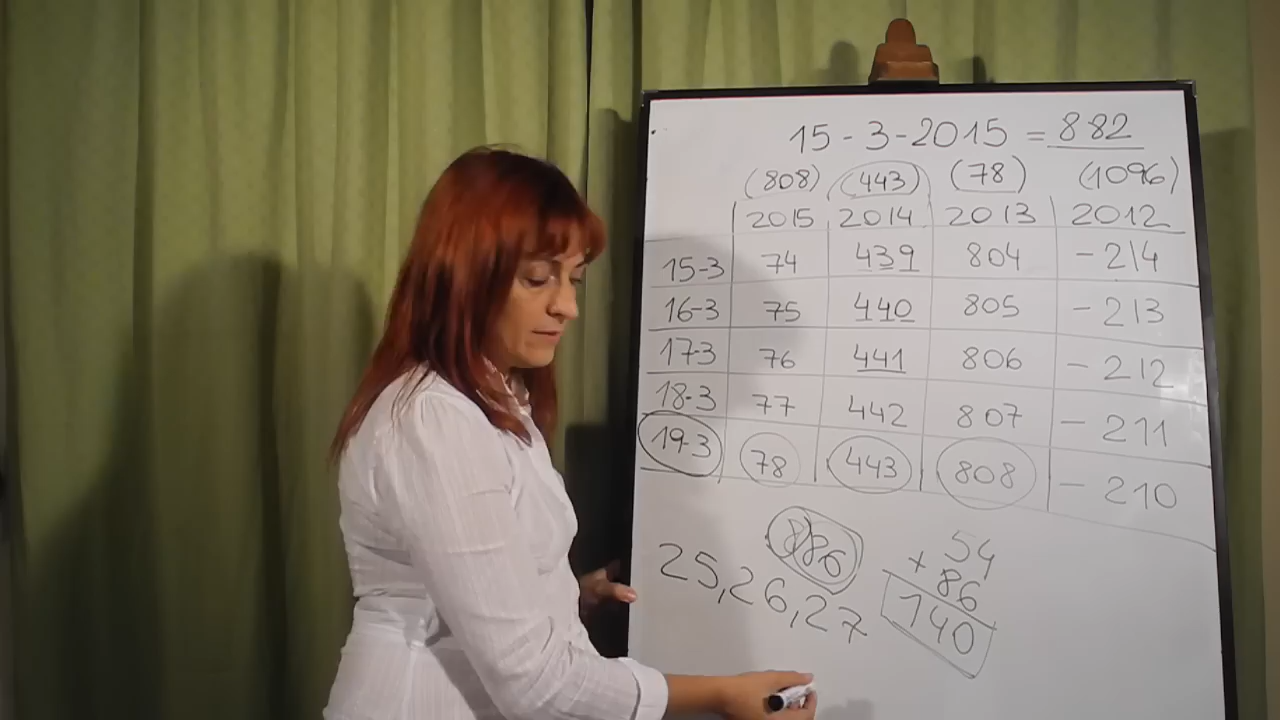 15-3-2015 = 882
(808) (443) (78) (1096)
2015 2014 2013 2012
15-3 74 439 804 -214
16-3 75 440 805 -213
17-3 76 441 806 -212
18-3 77 442 807 -211
19-3 78 443 808 -210
886
54
25,26,27 + 86
140